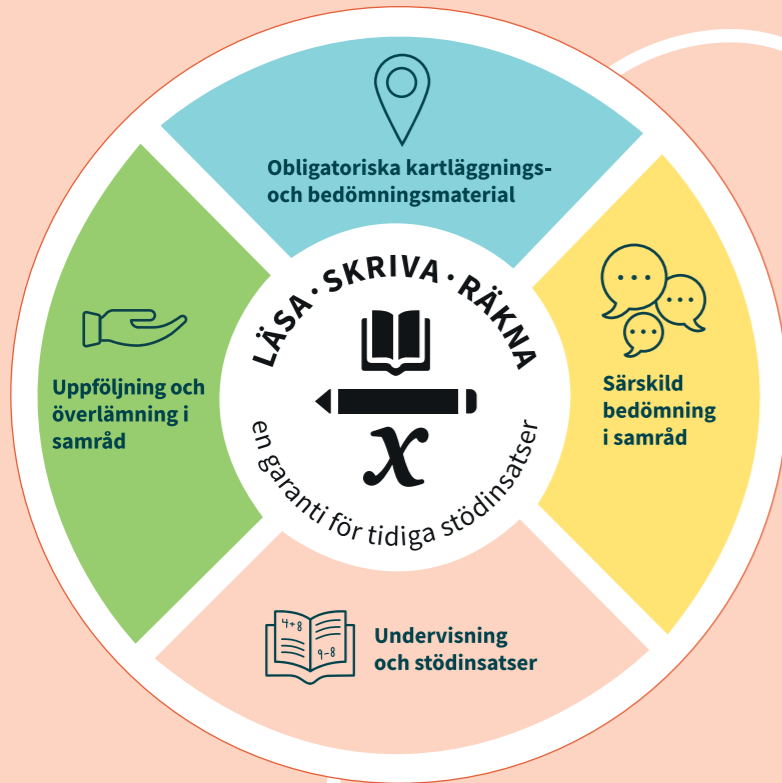 Obligatoriska kartläggnings-
och bedömningsmaterial
LÄSA · SKRIVA · RÄKNA
x
en garanti för tidiga stödinsatser
Särskild
bedömning
i samråd
Undervisning
och stödinsatser
4+8
9-8
Uppföljning och
överlämning i
samråd